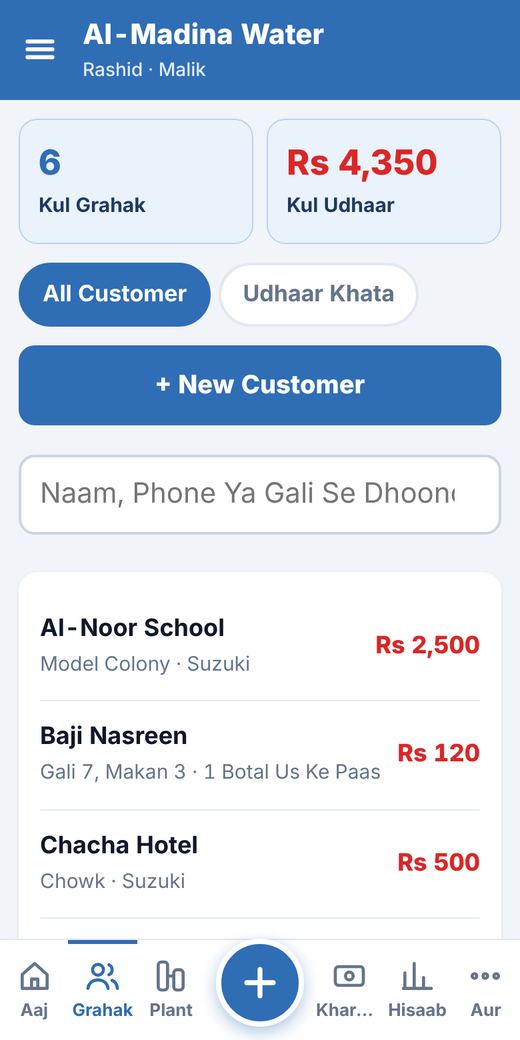 Al-Madina Water
Rashid · Malik
6
Kul Grahak
Rs 4,350
Kul Udhaar
All Customer
Udhaar Khata
+ New Customer
Naam, Phone Ya Gali Se Dhoon
Al-Noor School
Model Colony · Suzuki
Rs 2,500
Baji Nasreen
Gali 7, Makan 3 · 1 Botal Us Ke Paas
Rs 120
Chacha Hotel
Chowk · Suzuki
Rs 500
Aaj
Grahak
Plant
Khar...
Hisaab
Aur